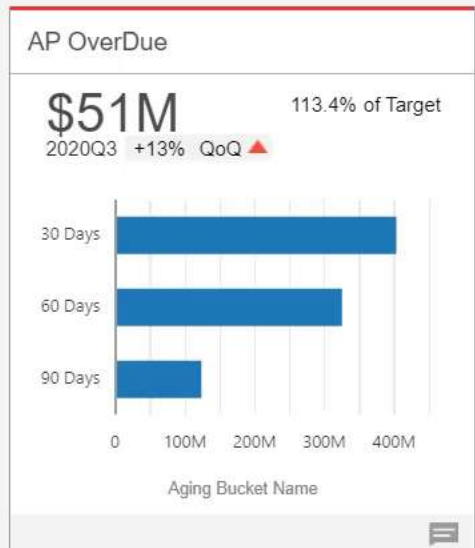 AP OverDue
$51M
113.4% of Target
2020Q3 +13% QoQ
30 Days
60 Days
90 Days
0 100M 200M 300M 400M
Aging Bucket Name